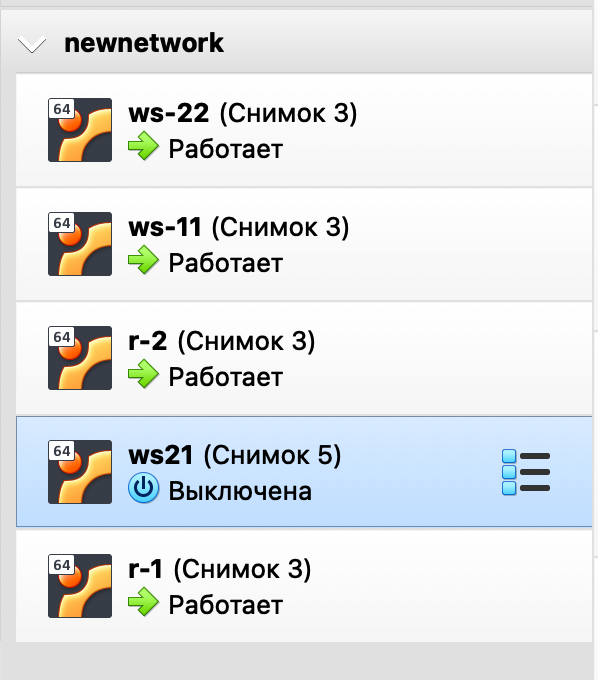 newnetwork
64
ws-22 (Снимок 3)
Работает
64
ws-11 (Снимок 3)
Работает
64
r-2 (Снимок 3)
Работает
64
ws21 (Снимок 5)
Выключена
64
r-1 (Снимок 3)
Работает